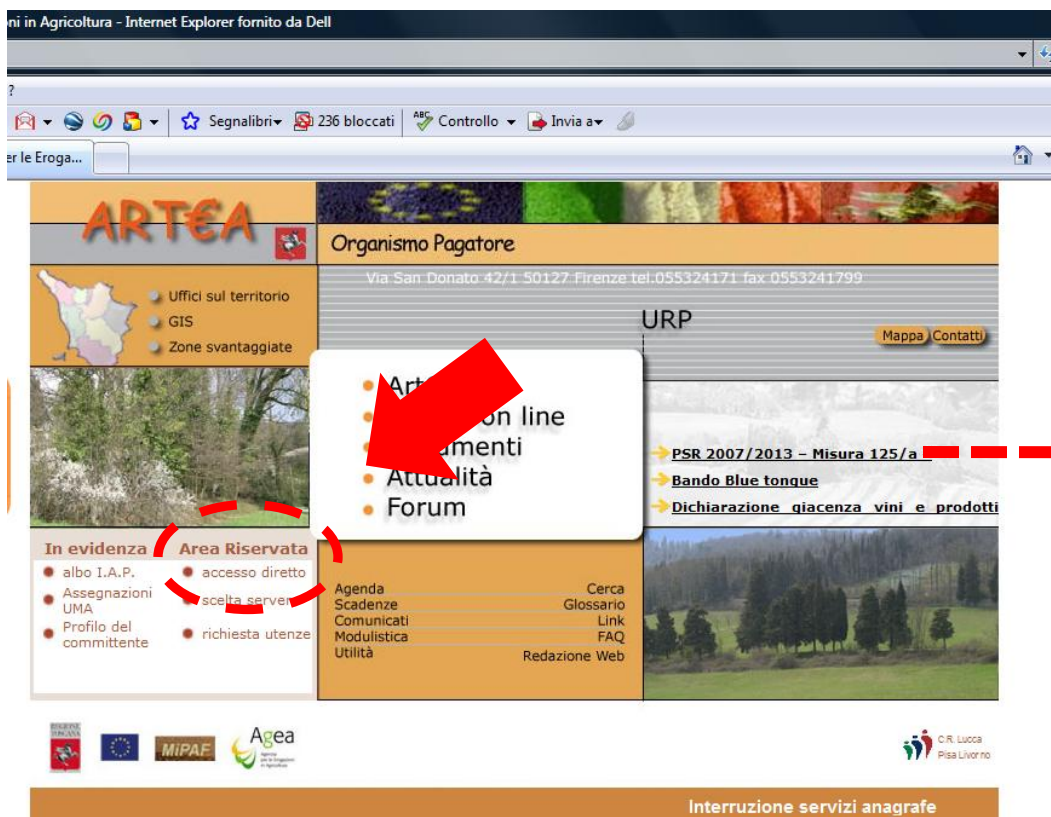 ni in Agricoltura - Internet Explorer fornito da Dell
?
Segnalibri 236 bloccati ABC Controllo Invia a
er le Eroga...
ART€A
Organismo Pagatore
Via San Donato 42/1 50127 Firenze tel.055324171 fax 0553241799
Uffici sul territorio
GIS
Zone svantaggiate
URP
Mappa Contatti
on line
Attualità
Forum
PSR 2007/2013 – Misura 125/a
Bando Blue tongue
Dichiarazione giacenza vini e prodotti
In evidenza
albo I.A.P.
Assegnazioni
UMA
Profilo del
committente
Area Riservata
accesso diretto
scelta server
richiesta utenze
Agenda
Scadenze
Comunicati
Modulistica
Utilità
Cerca
Glossario
Link
FAQ
Redazione Web
MiPAF
Agea
C.R. Lucca
Pisa Livorno
Interruzione servizi anagrafe